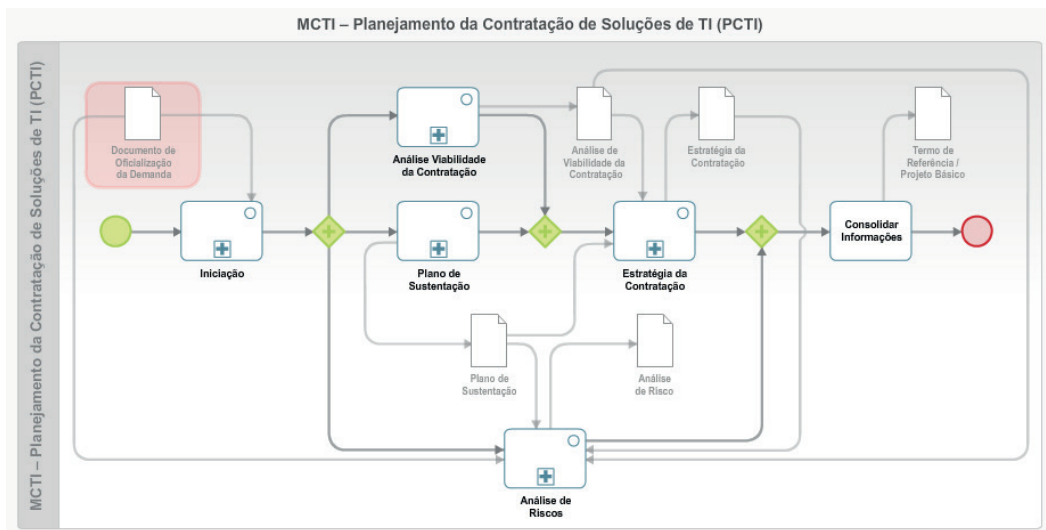 MCTI – Planejamento da Contratação de Soluções de TI (PCTI)
MCTI – Planejamento da Contratação de Soluções de TI (PCTI)
Documento de
Oficialização
da Demanda
Análise Viabilidade
da Contratação
Análise de
Viabilidade da
Contratação
Estratégia da
Contratação
Termo de
Referência /
Projeto Básico
Iniciação
Plano de
Sustentação
Estratégia da
Contratação
Consolidar
Informações
Plano de
Sustentação
Análise
de Risco
Análise de
Riscos